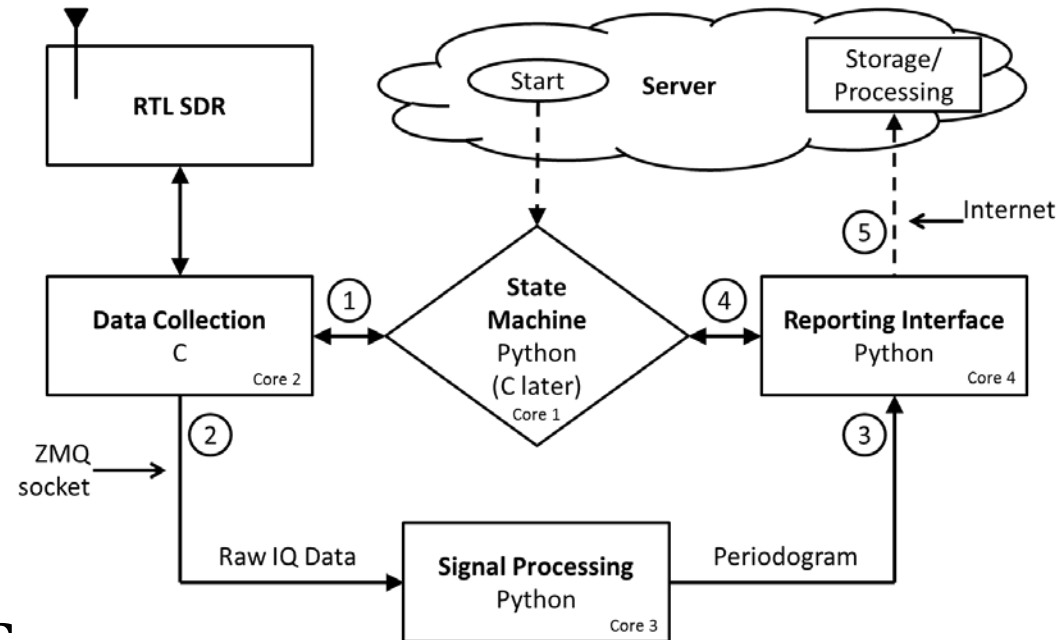 RTL SDR
Start
Server
Storage/
Processing
Internet
5
Data Collection
C
Core 2
1
State
Machine
Python
(C later)
Core 1
4
Reporting Interface
Python
Core 4
2
3
ZMQ
socket
Raw IQ Data
Signal Processing
Python
Core 3
Periodogram